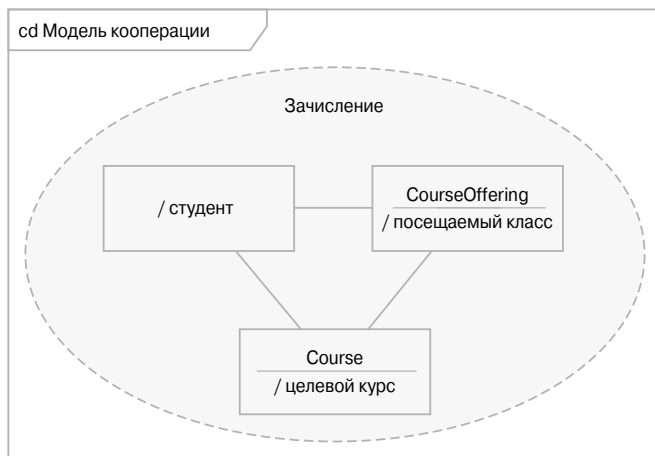 cd Модель кооперации
Зачисление
/ студент
CourseOffering
/ посещаемый класс
Course
/ целевой курс